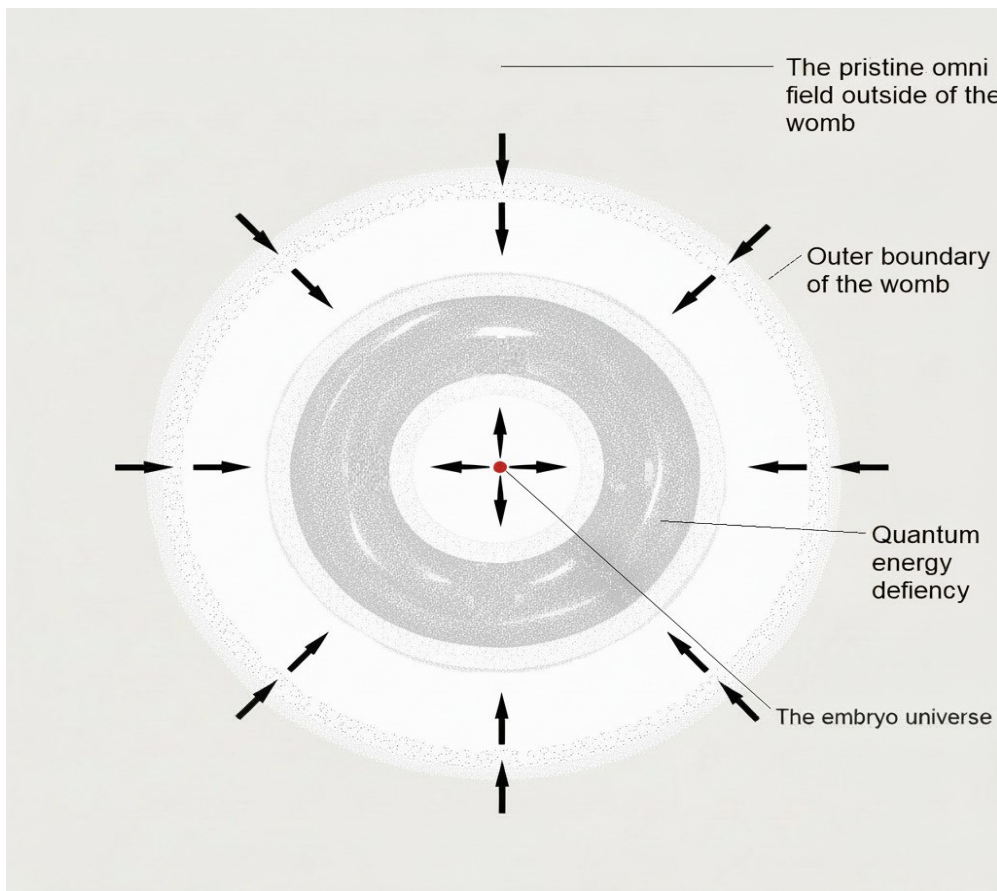 The pristine omni
field outside of the
womb
Outer boundary
of the womb
Quantum
energy
defiency
The embryo universe